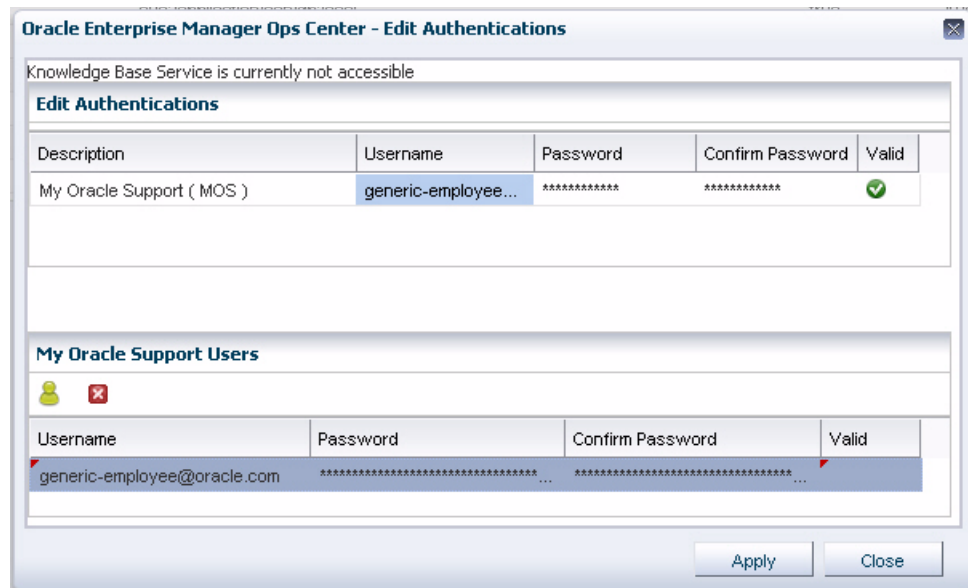 Oracle Enterprise Manager Ops Center - Edit Authentications
Knowledge Base Service is currently not accessible
Edit Authentications
Description Username Password Confirm Password Valid
My Oracle Support ( MOS ) generic-employee... ************ ************
My Oracle Support Users
Username Password Confirm Password Valid
generic-employee@oracle.com **********************************... **********************************...
Apply Close